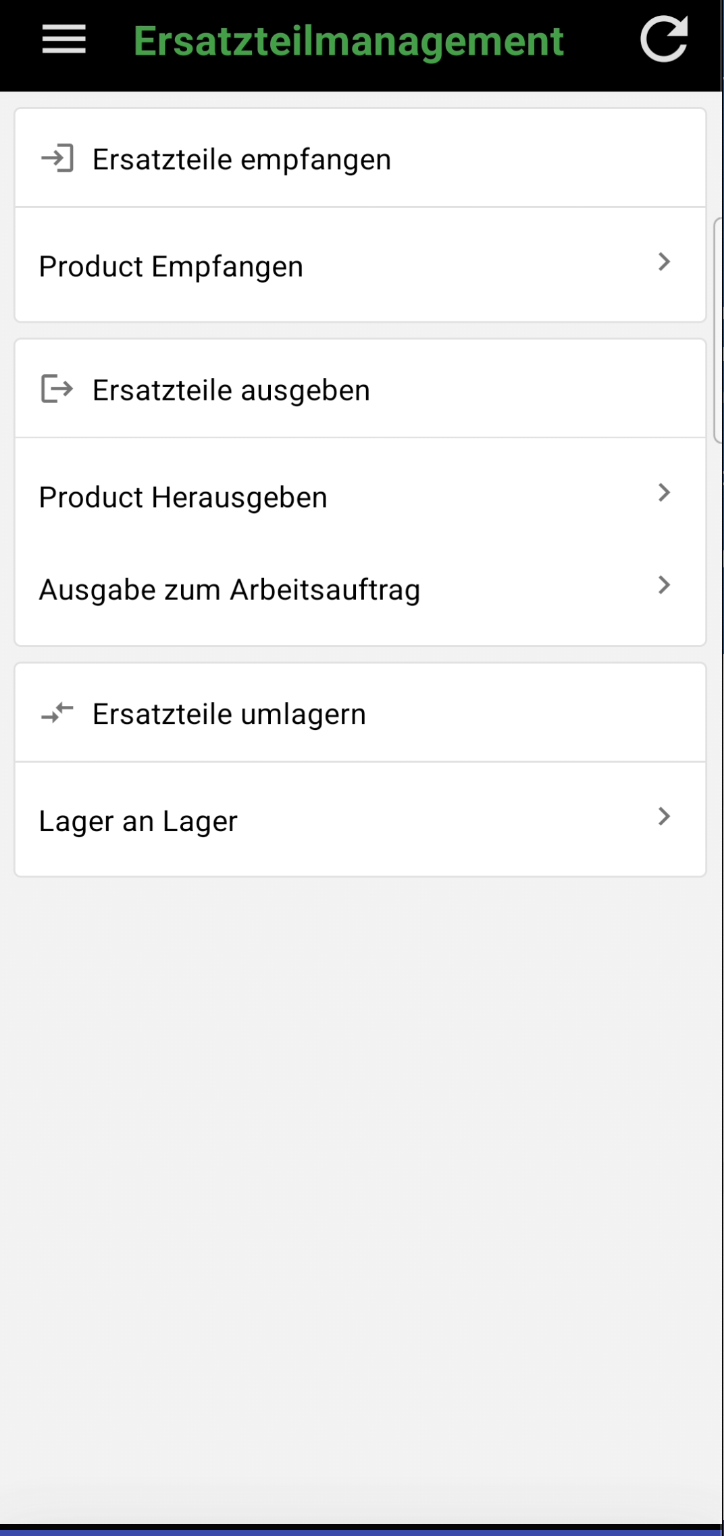 Ersatzteilmanagement
Ersatzteile empfangen
Product Empfangen
Ersatzteile ausgeben
Product Herausgeben
Ausgabe zum Arbeitsauftrag
Ersatzteile umlagern
Lager an Lager